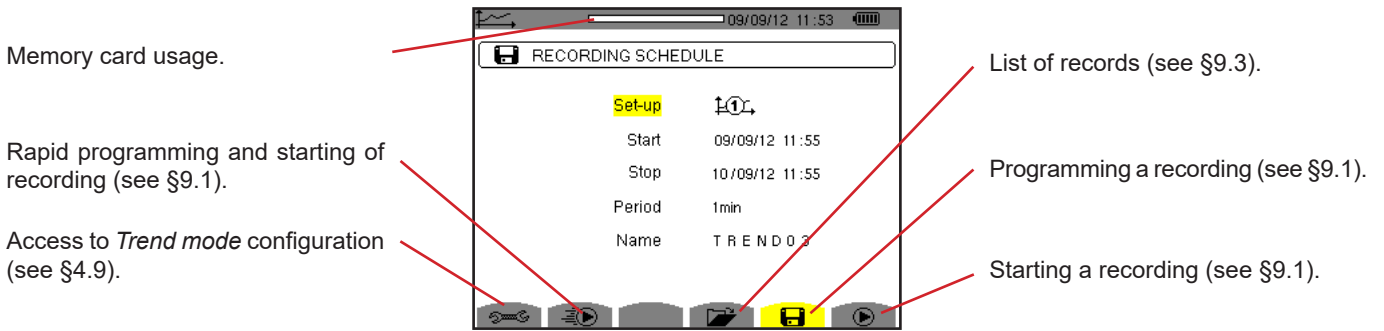 09/09/12 11:53
Memory card usage.
RECORDING SCHEDULE
List of records (see §9.3).
Set-up 1
Start 09/09/12 11:55
Rapid programming and starting of
recording (see §9.1).
Stop 10/09/12 11:55
Programming a recording (see §9.1).
Period 1min
Access to Trend mode configuration
(see §4.9).
Name TREND03
Starting a recording (see §9.1).